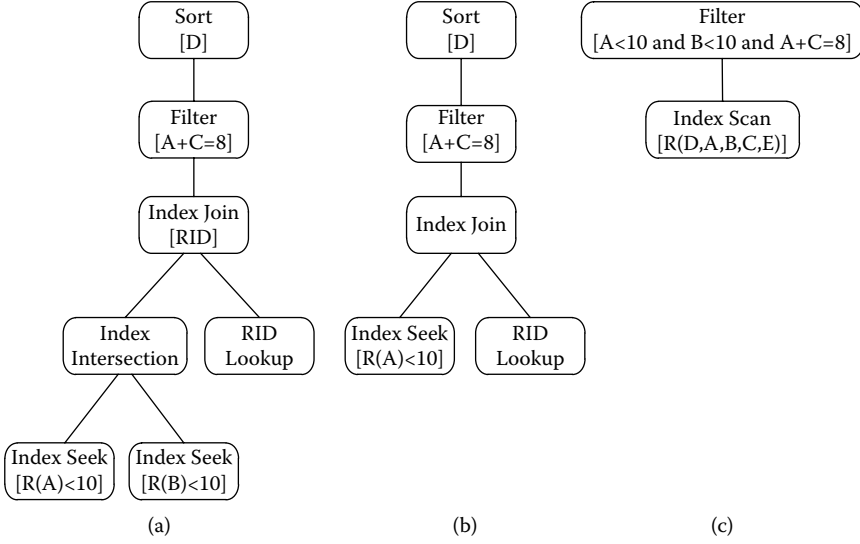 Sort
[D]
Filter
[A+C=8]
Index Join
[RID]
Index
Intersection
RID
Lookup
Index Seek
[R(A)<10]
Index Seek
[R(B)<10]
(a)
Sort
[D]
Filter
[A+C=8]
Index Join
Index Seek
[R(A)<10]
RID
Lookup
(b)
Filter
[A<10 and B<10 and A+C=8]
Index Scan
[R(D,A,B,C,E)]
(c)